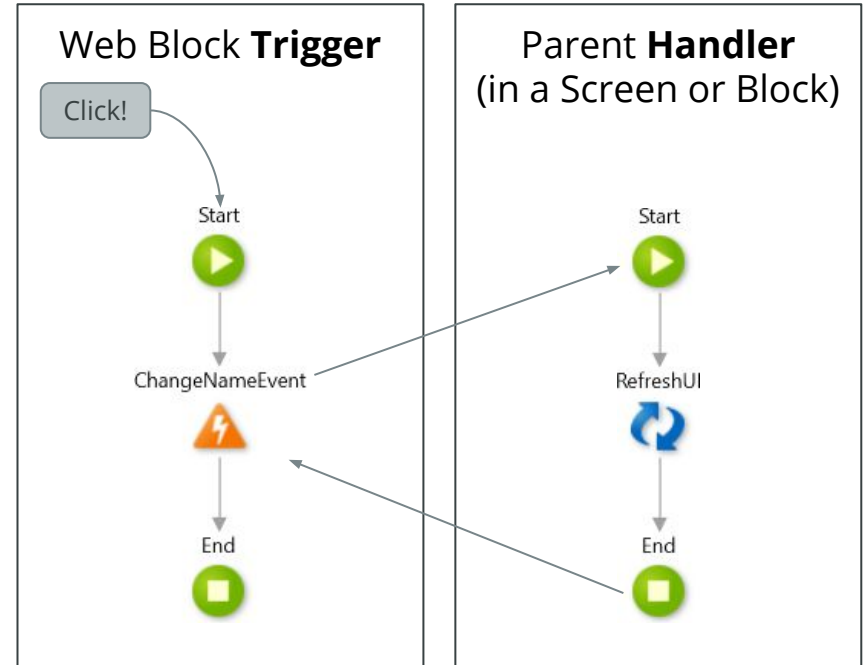 Web Block Trigger
Click!
Start
ChangeNameEvent
End
Parent Handler
(in a Screen or Block)
Start
RefreshUI
End